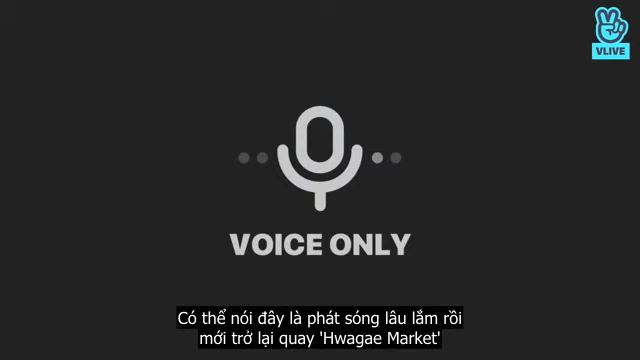 VLIVE
VOICE ONLY
Có thể nói đây là phát sóng lâu lắm rồi
mới trở lại quay 'Hwagae Market'